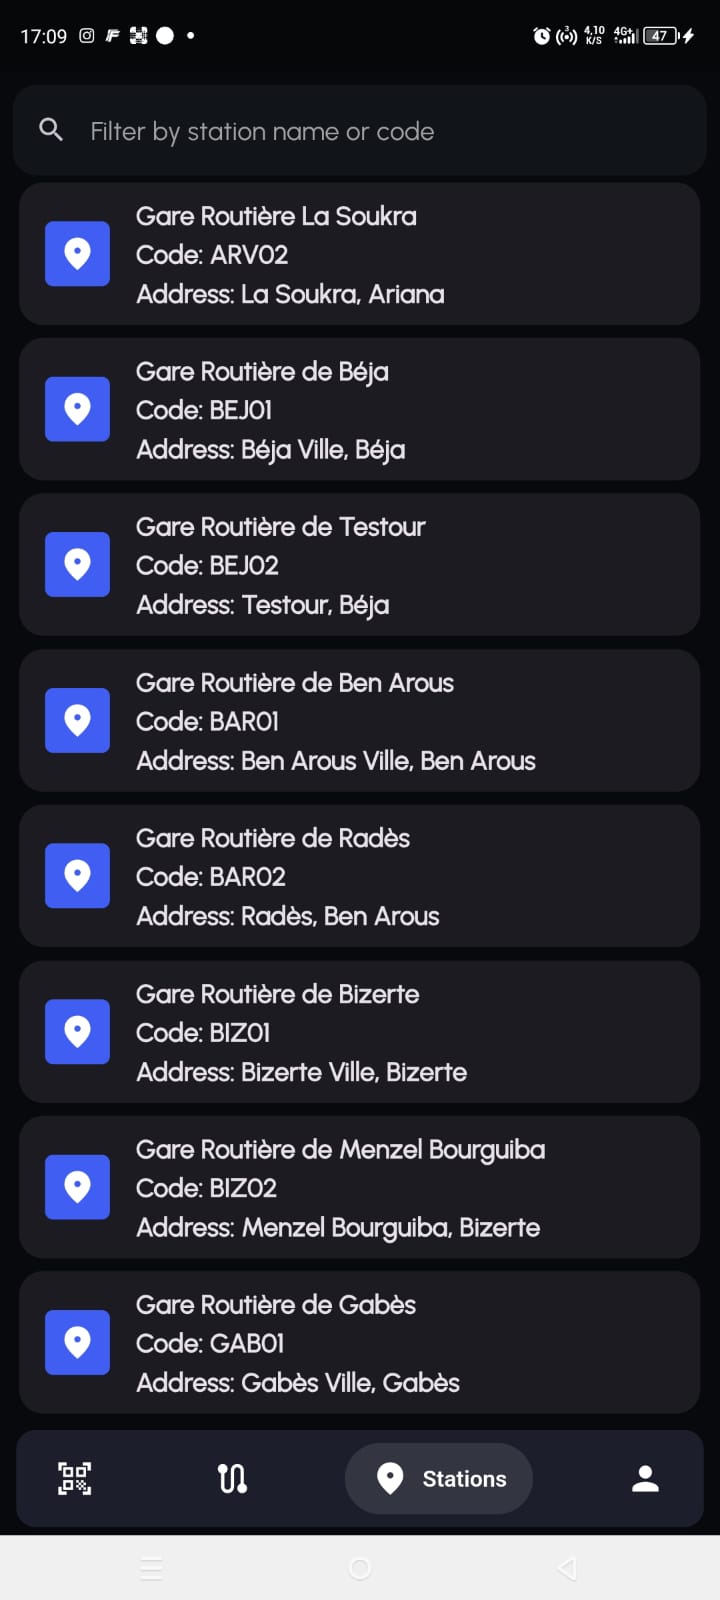 17:09
4,10
K/S
4G+
47
Filter by station name or code
Gare Routière La Soukra
Code: ARV02
Address: La Soukra, Ariana
Gare Routière de Béja
Code: BEJ01
Address: Béja Ville, Béja
Gare Routière de Testour
Code: BEJ02
Address: Testour, Béja
Gare Routière de Ben Arous
Code: BAR01
Address: Ben Arous Ville, Ben Arous
Gare Routière de Radès
Code: BAR02
Address: Radès, Ben Arous
Gare Routière de Bizerte
Code: BIZ01
Address: Bizerte Ville, Bizerte
Gare Routière de Menzel Bourguiba
Code: BIZ02
Address: Menzel Bourguiba, Bizerte
Gare Routière de Gabès
Code: GAB01
Address: Gabès Ville, Gabès
Stations